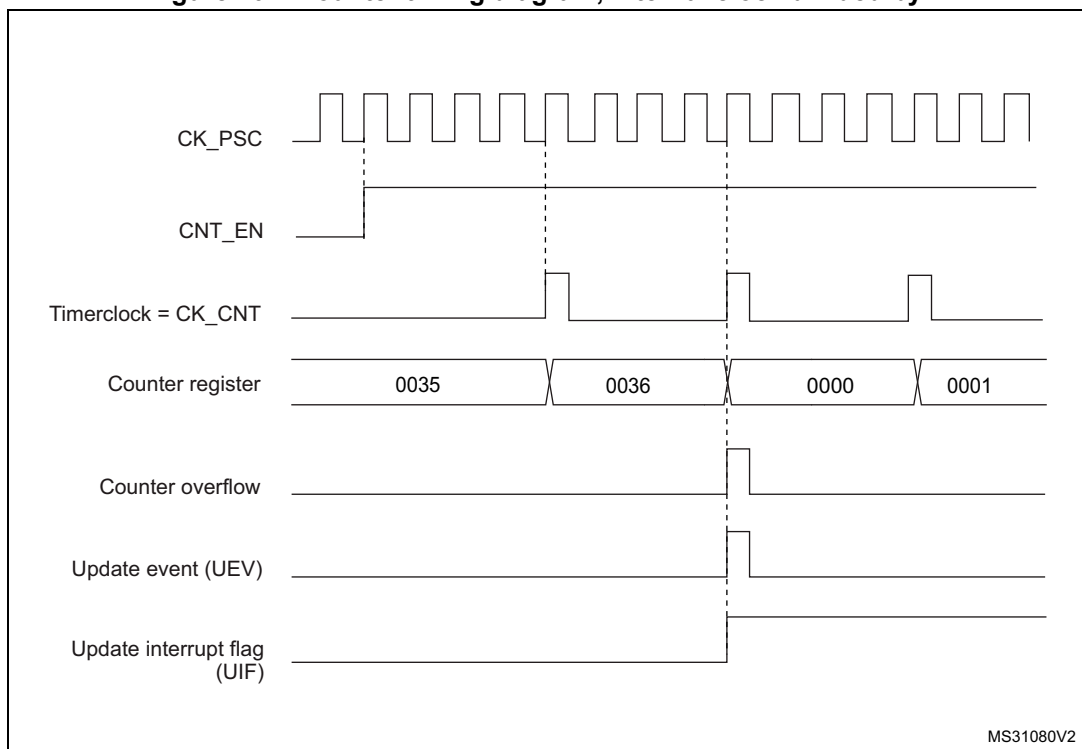 CK_PSC
CNT_EN
Timerclock = CK_CNT
Counter register
0035
0036
0000
0001
Counter overflow
Update event (UEV)
Update interrupt flag
(UIF)
MS31080V2